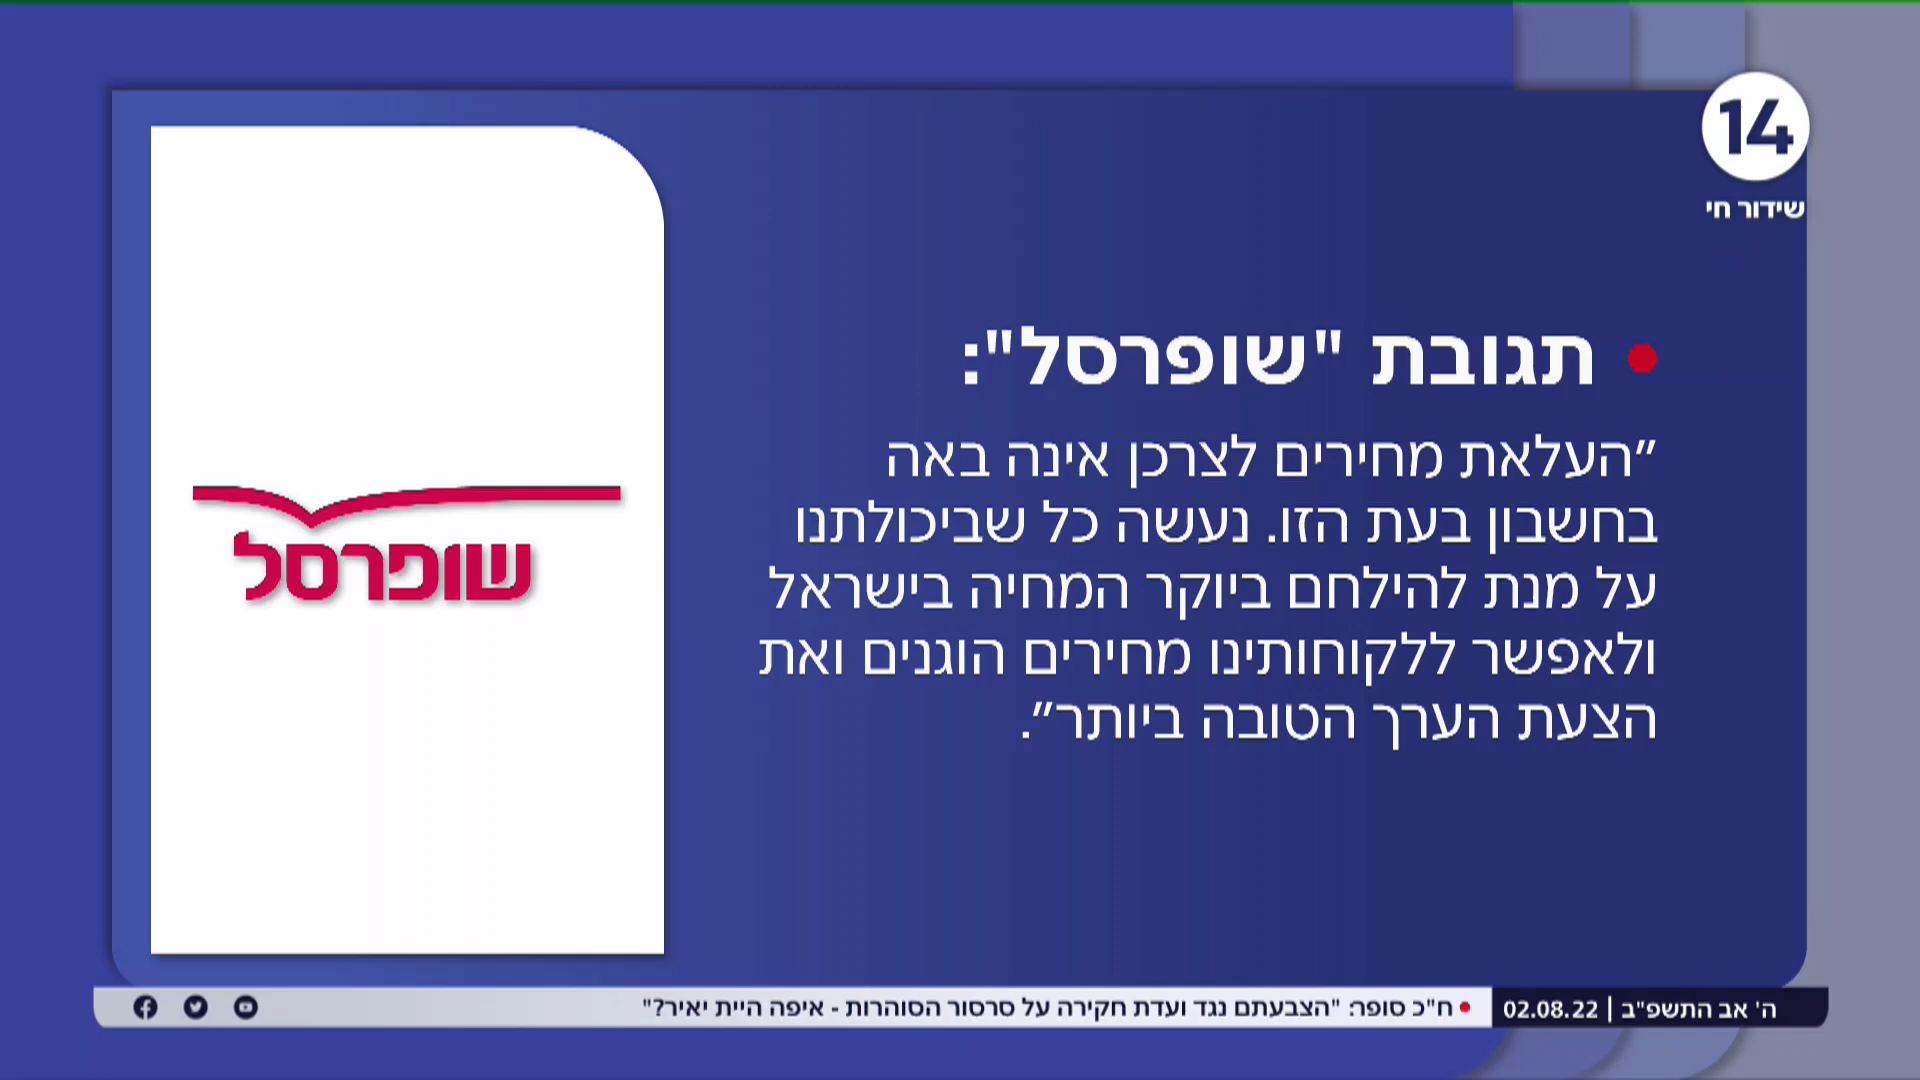 14
שידור חי
• תגובת "שופרסל":
״העלאת מחירים לצרכן אינה באה
בחשבון בעת הזו. נעשה כל שביכולתנו
על מנת להילחם ביוקר המחיה בישראל
ולאפשר ללקוחותינו מחירים הוגנים ואת
הצעת הערך הטובה ביותר״.
שופרסל
ה' אב התשפ"ב | 02.08.22
• ח"כ סופר: "הצבעתם נגד ועדת חקירה על סרסור הסוהרות - איפה היית יאיר?"